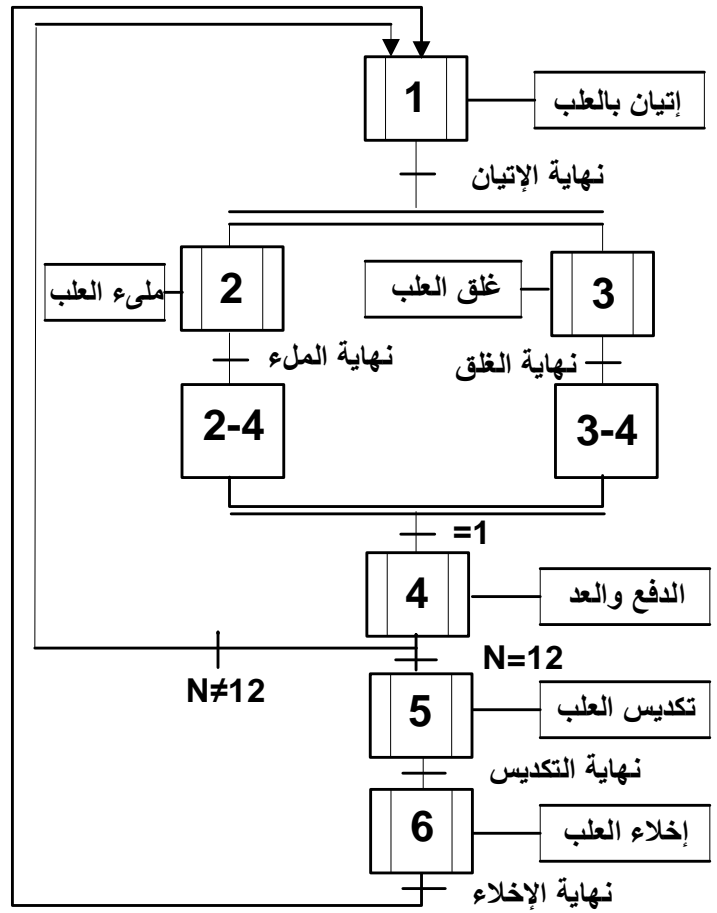 1
إتيان بالعلب
نهاية الإتيان
ملىء العلب
2
غلق العلب
3
نهاية الملء
نهاية الغلق
2-4
3-4
=1
4
الدفع والعد
N≠12
N=12
5
تكديس العلب
نهاية التكديس
6
إخلاء العلب
نهاية الإخلاء